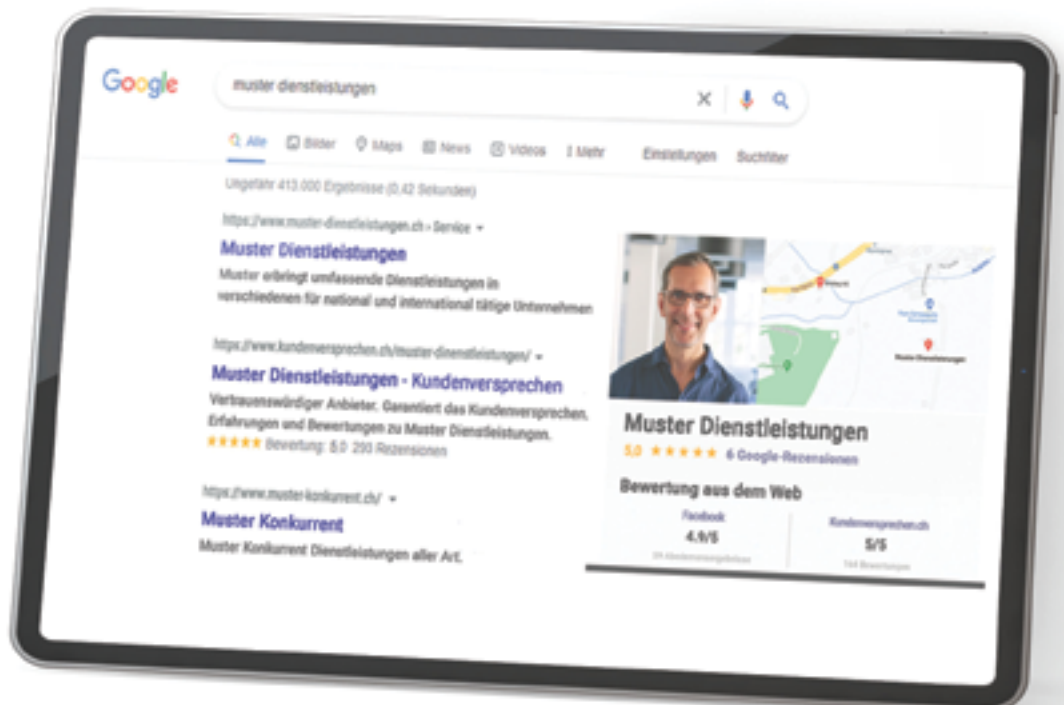 Google
muster dienstleistungen
Alle Bilder Maps News Videos Mehr Einstellungen Suchfilter
Ungefähr 413.000 Ergebnisse (0,42 Sekunden)
https://www.muster-dienstleistungen.ch › Service
Muster Dienstleistungen
Muster erbringt umfassende Dienstleistungen in
verschiedenen für national und international tätige Unternehmen
https://www.kundenversprechen.ch/muster-dinenstleistungen/
Muster Dienstleistungen - Kundenversprechen
Vertrauenswürdiger Anbieter. Garantiert das Kundenversprechen.
Erfahrungen und Bewertungen zu Muster Dienstleistungen.
★★★★★ Bewertung: 5,0 293 Rezensionen
https://www.muster-konkurrent.ch/
Muster Konkurrent
Muster Konkurrent Dienstleistungen aller Art.
Muster Dienstleistungen
Muster Dienstleistungen
5,0 ★★★★★ 6 Google-Rezensionen
Bewertung aus dem Web
Facebook
4.9/5
Kundenversprechen.ch
5/5
164 Bewertungen